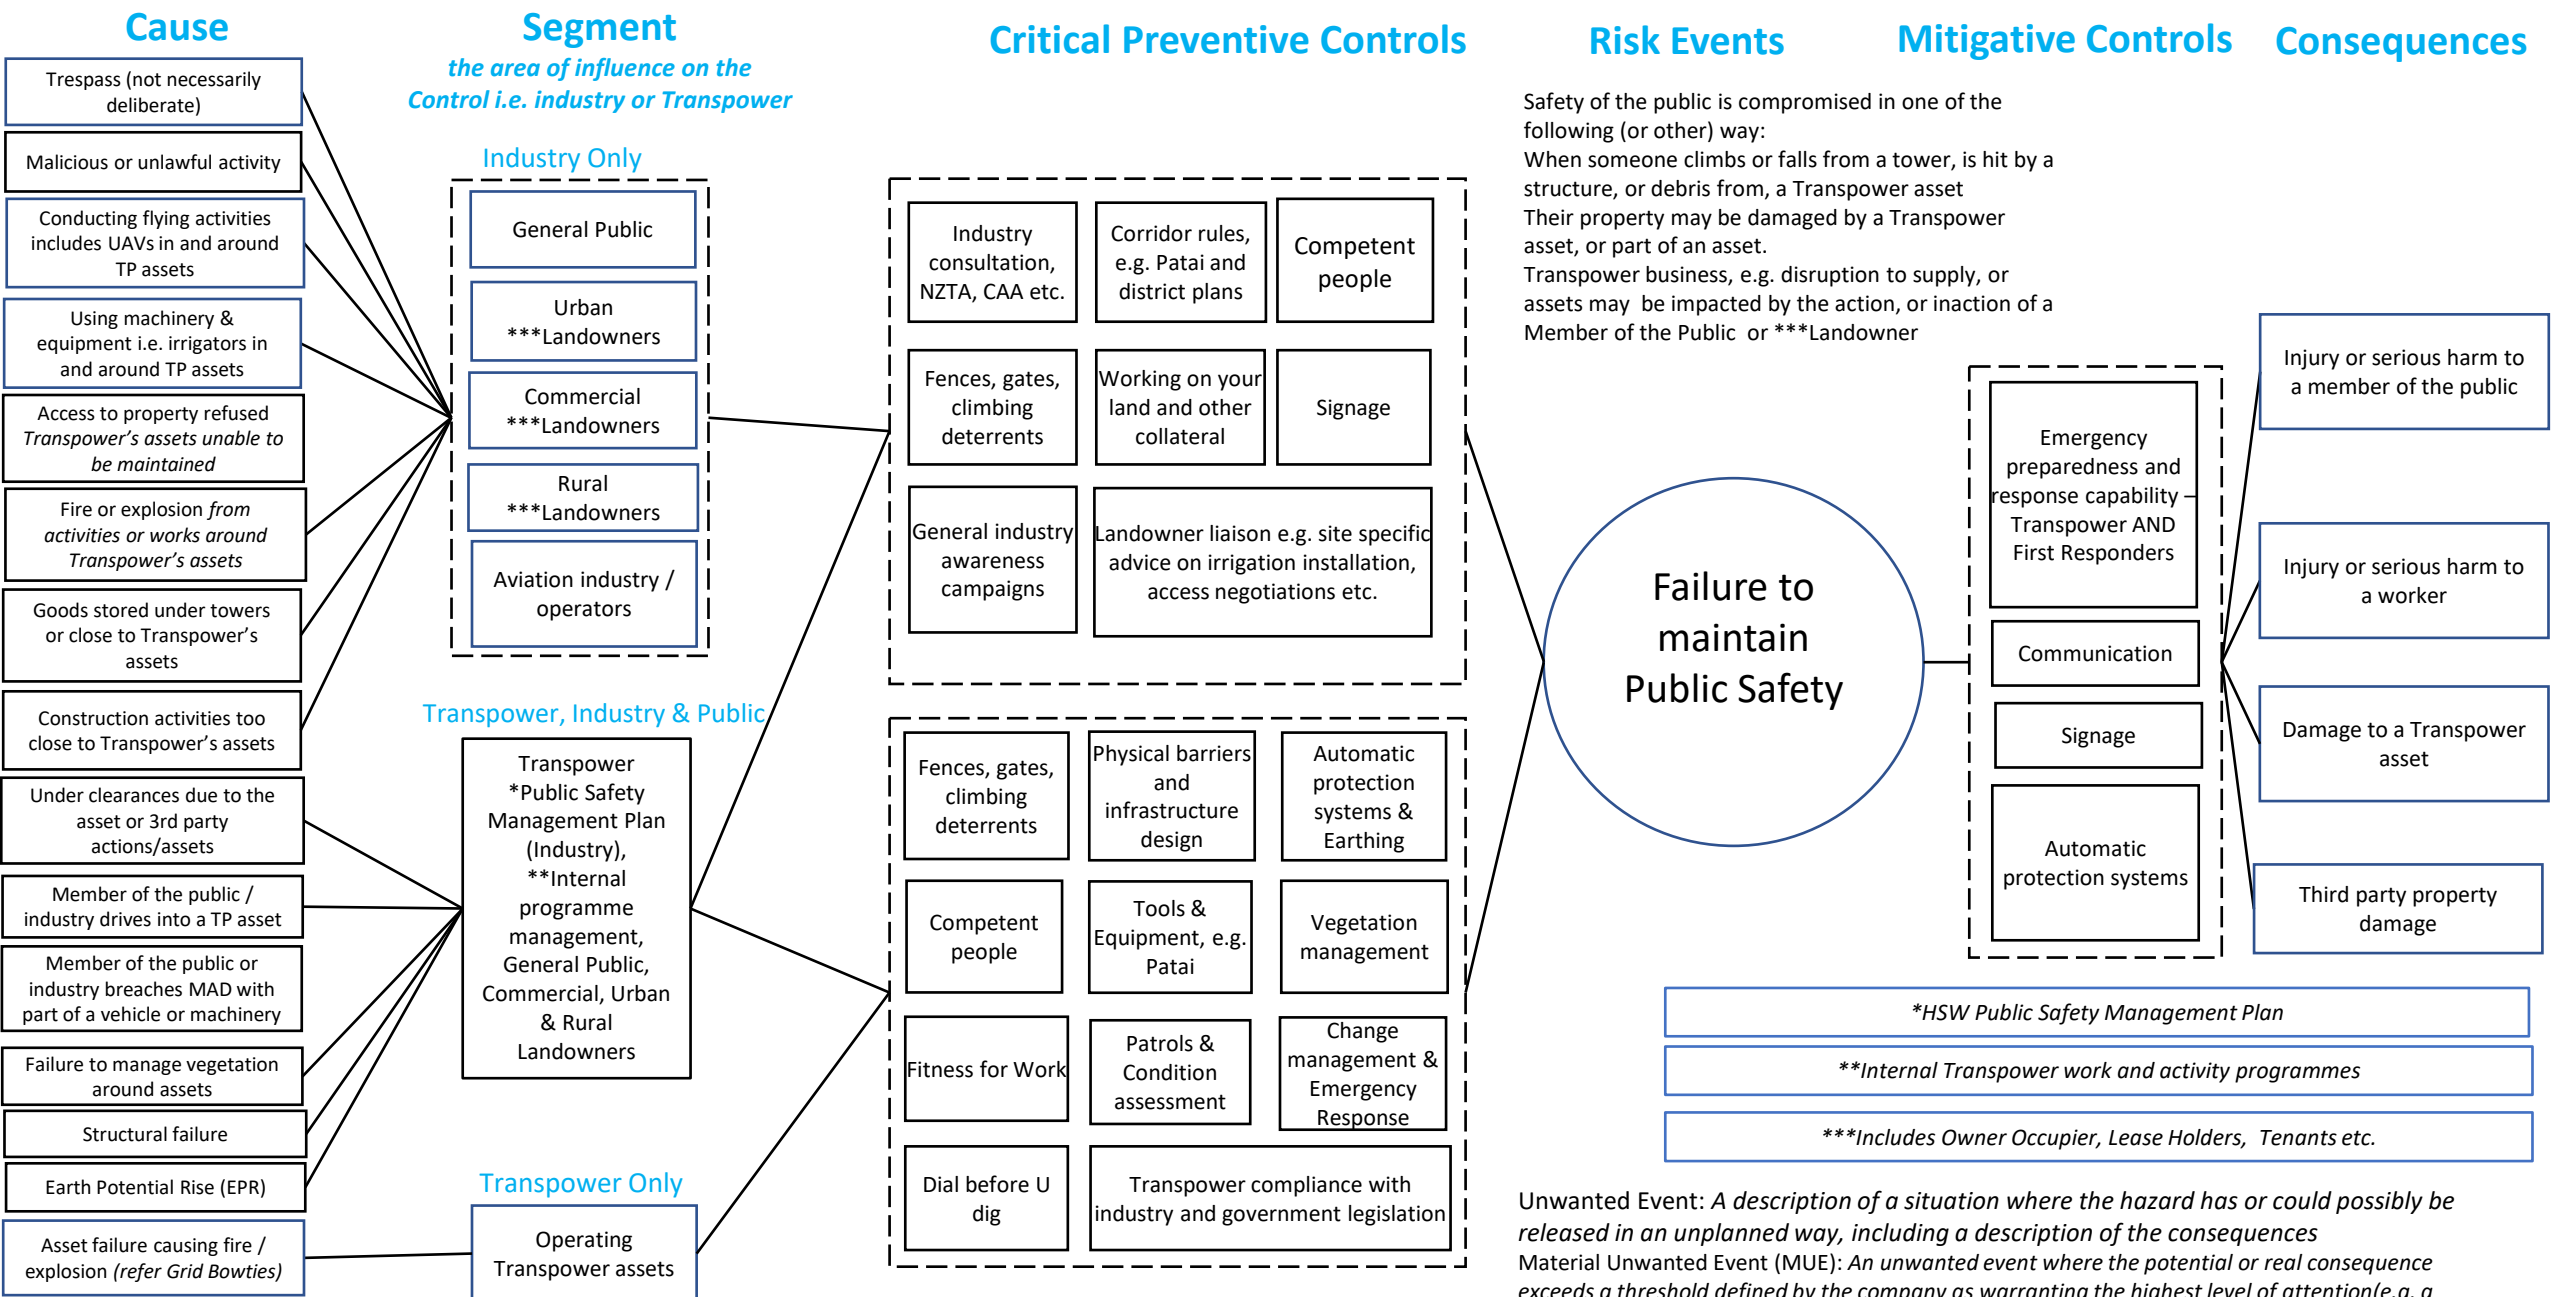 Cause
Trespass (not necessarily
deliberate)
Malicious or unlawful activity
Conducting flying activities
includes UAVs in and around
TP assets
Using machinery &
equipment i.e. irrigators in
and around TP assets
Access to property refused
Transpower's assets unable to
be maintained
Fire or explosion from
activities or works around
Transpower's assets
Goods stored under towers
or close to Transpower's
assets
Construction activities too
close to Transpower's assets
Under clearances due to the
asset or 3rd party
actions/assets
Member of the public /
industry drives into a TP asset
Member of the public or
industry breaches MAD with
part of a vehicle or machinery
Failure to manage vegetation
around assets
Structural failure
Earth Potential Rise (EPR)
Asset failure causing fire /
explosion (refer Grid Bowties)
Segment
the area of influence on the
Control i.e. industry or Transpower
Industry Only
General Public
Urban
***Landowners
Commercial
***Landowners
Rural
***Landowners
Aviation industry /
operators
Transpower, Industry & Public
Transpower
*Public Safety
Management Plan
(Industry),
**Internal
programme
management,
General Public,
Commercial, Urban
& Rural
Landowners
Transpower Only
Operating
Transpower assets
Critical Preventive Controls
Industry
consultation,
NZTA, CAA etc.
Corridor rules,
e.g. Patai and
district plans
Competent
people
Fences, gates,
climbing
deterrents
Working on your
land and other
collateral
Signage
General industry
awareness
campaigns
Landowner liaison e.g. site specific
advice on irrigation installation,
access negotiations etc.
Fences, gates,
climbing
deterrents
Physical barriers
and
infrastructure
design
Automatic
protection
systems &
Earthing
Competent
people
Tools &
Equipment, e.g.
Patai
Vegetation
management
Fitness for Work
Patrols &
Condition
assessment
Change
management &
Emergency
Response
Dial before U
dig
Transpower compliance with
industry and government legislation
Risk Events
Safety of the public is compromised in one of the
following (or other) way:
When someone climbs or falls from a tower, is hit by a
structure, or debris from, a Transpower asset
Their property may be damaged by a Transpower
asset, or part of an asset.
Transpower business, e.g. disruption to supply, or
assets may be impacted by the action, or inaction of a
Member of the Public or ***Landowner
Failure to
maintain
Public Safety
Mitigative Controls
Emergency
preparedness and
response capability –
Transpower AND
First Responders
Communication
Signage
Automatic
protection systems
Consequences
Injury or serious harm to
a member of the public
Injury or serious harm to
a worker
Damage to a Transpower
asset
Third party property
damage
*HSW Public Safety Management Plan
**Internal Transpower work and activity programmes
***Includes Owner Occupier, Lease Holders, Tenants etc.
Unwanted Event: A description of a situation where the hazard has or could possibly be
released in an unplanned way, including a description of the consequences
Material Unwanted Event (MUE): An unwanted event where the potential or real consequence
exceeds a threshold defined by the company as warranting the highest level of attention(e.g. a